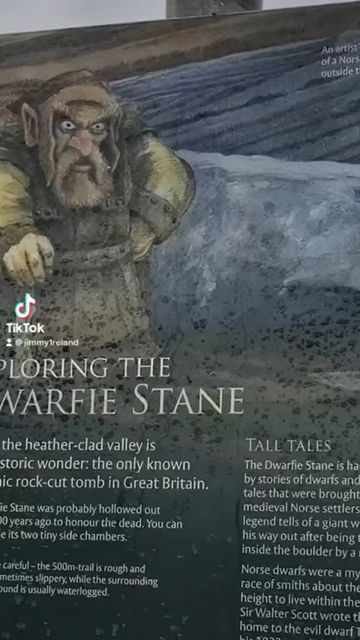 An artist
of a Nors
outside t
TikTok
@jimmy1reland
PLORING THE
WARFIE STANE
the heather-clad valley is
storic wonder: the only known
ic rock-cut tomb in Great Britain.
ie Stane was probably hollowed out
00 years ago to honour the dead. You can
e its two tiny side chambers.
careful – the 500m-trail is rough and
metimes slippery, while the surrounding
ound is usually waterlogged.
TALL TALES
The Dwarfie Stane is ha
by stories of dwarfs and
tales that were brought
medieval Norse settlers
legend tells of a giant w
his way out after being t
inside the boulder by a r
Norse dwarfs were a my
race of smiths about the
height to live within the
Sir Walter Scott wrote th
home to the evil dwarf T